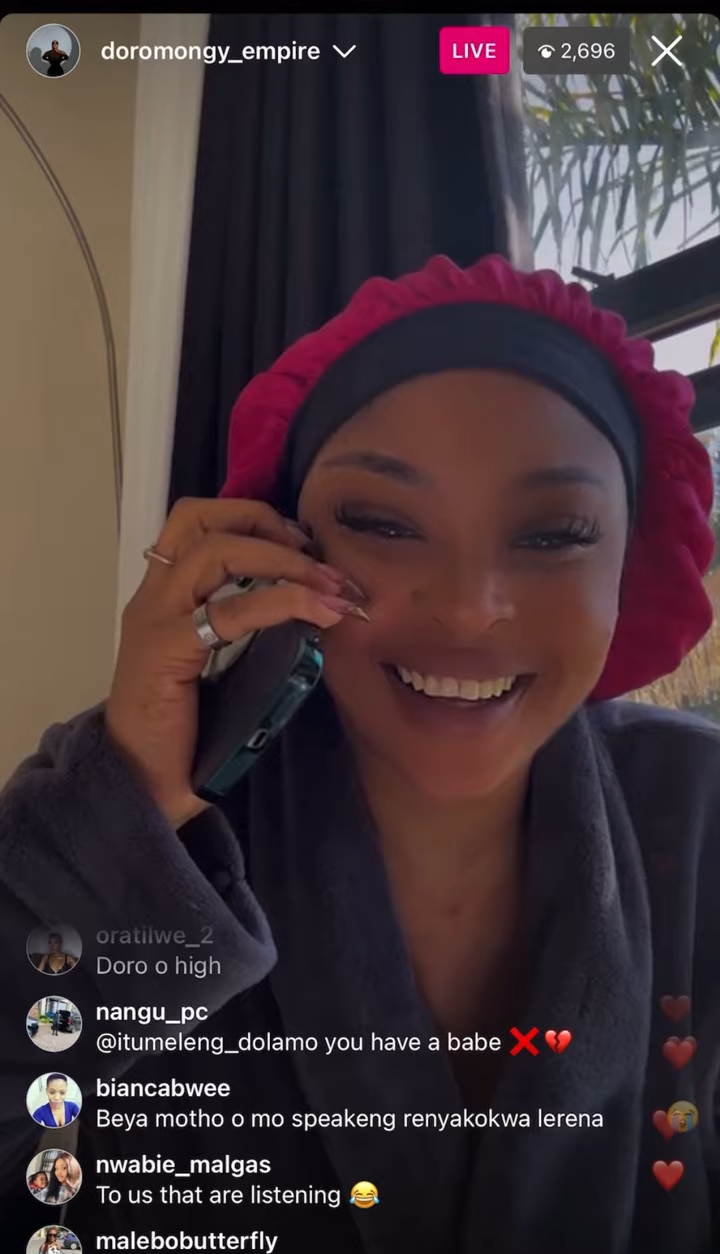 doromongy_empire
LIVE
2,696
oratilwe_2
Doro o high
nangu_pc
@itumeleng_dolamo you have a babe ❌💔
biancabwee
Beya motho o mo speakeng renyakokwa lerena
nwabie_malgas
To us that are listening 😂
malebobutterfly